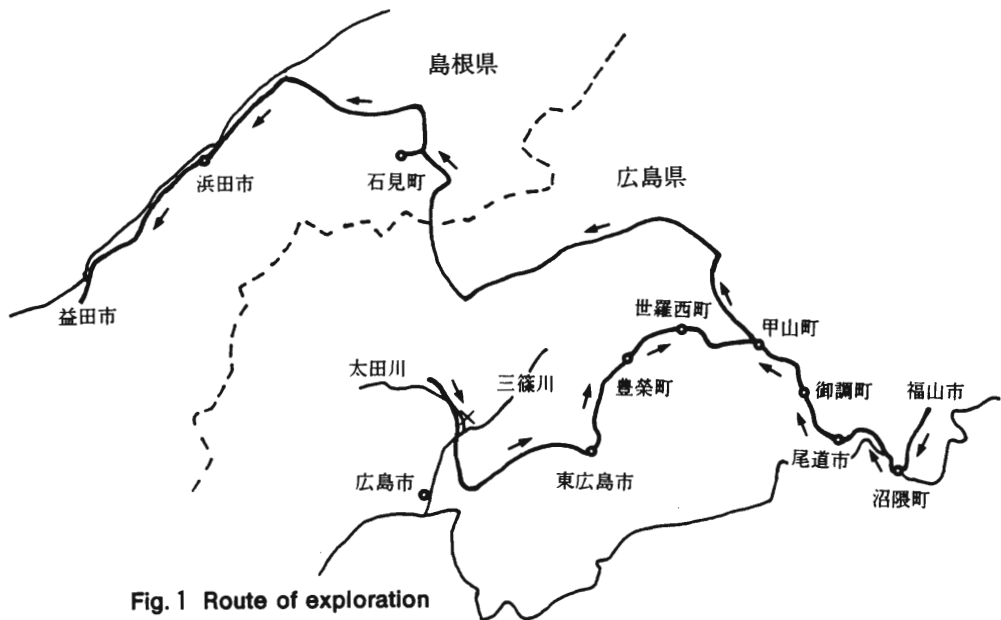 島根県
浜田市
石見町
広島県
益田市
世羅西町
甲山町
太田川
三篠川
豊榮町
御調町
福山市
広島市
東広島市
尾道市
沼隈町
Fig. 1 Route of exploration